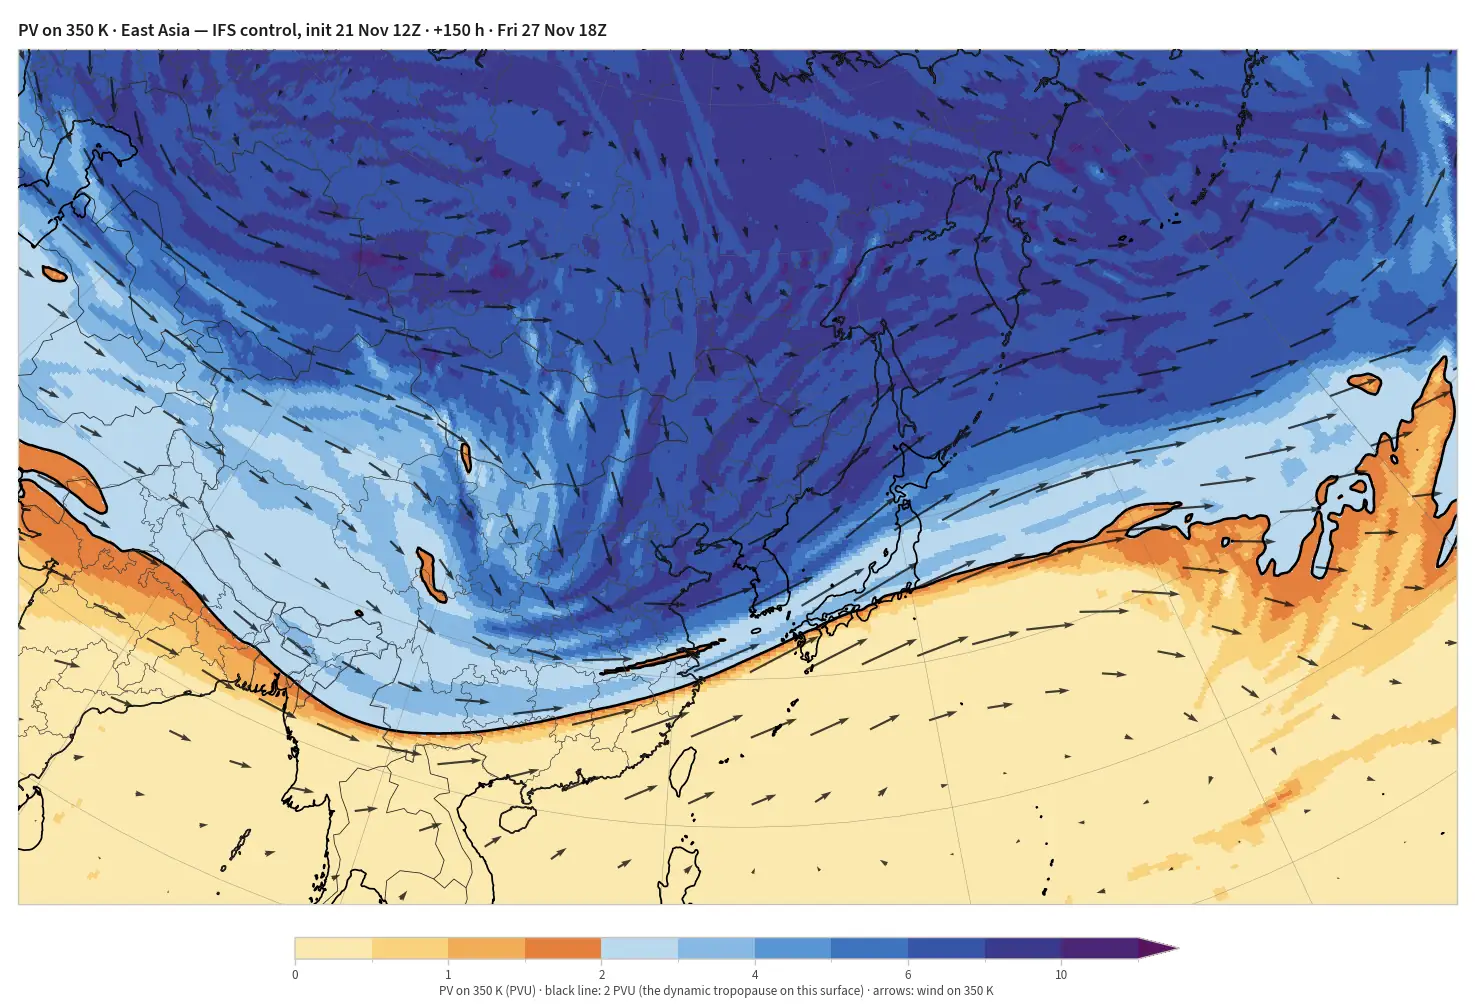 PV on 350 K · East Asia — IFS control, init 21 Nov 12Z · +150 h · Fri 27 Nov 18Z
0 1 2 4 6 10
PV on 350 K (PVU) · black line: 2 PVU (the dynamic tropopause on this surface) · arrows: wind on 350 K